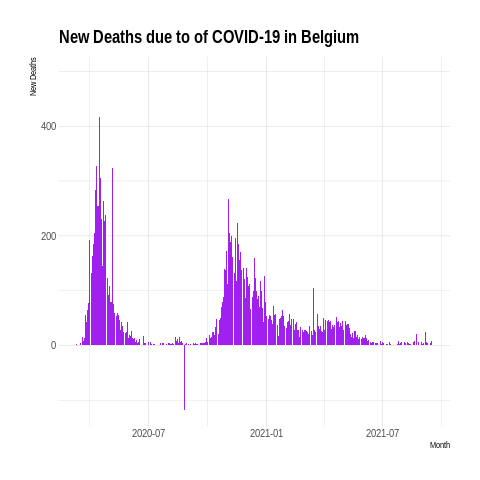 New Deaths due to of COVID-19 in Belgium
New Deaths
400
200
0
2020-07
2021-01
2021-07
Month